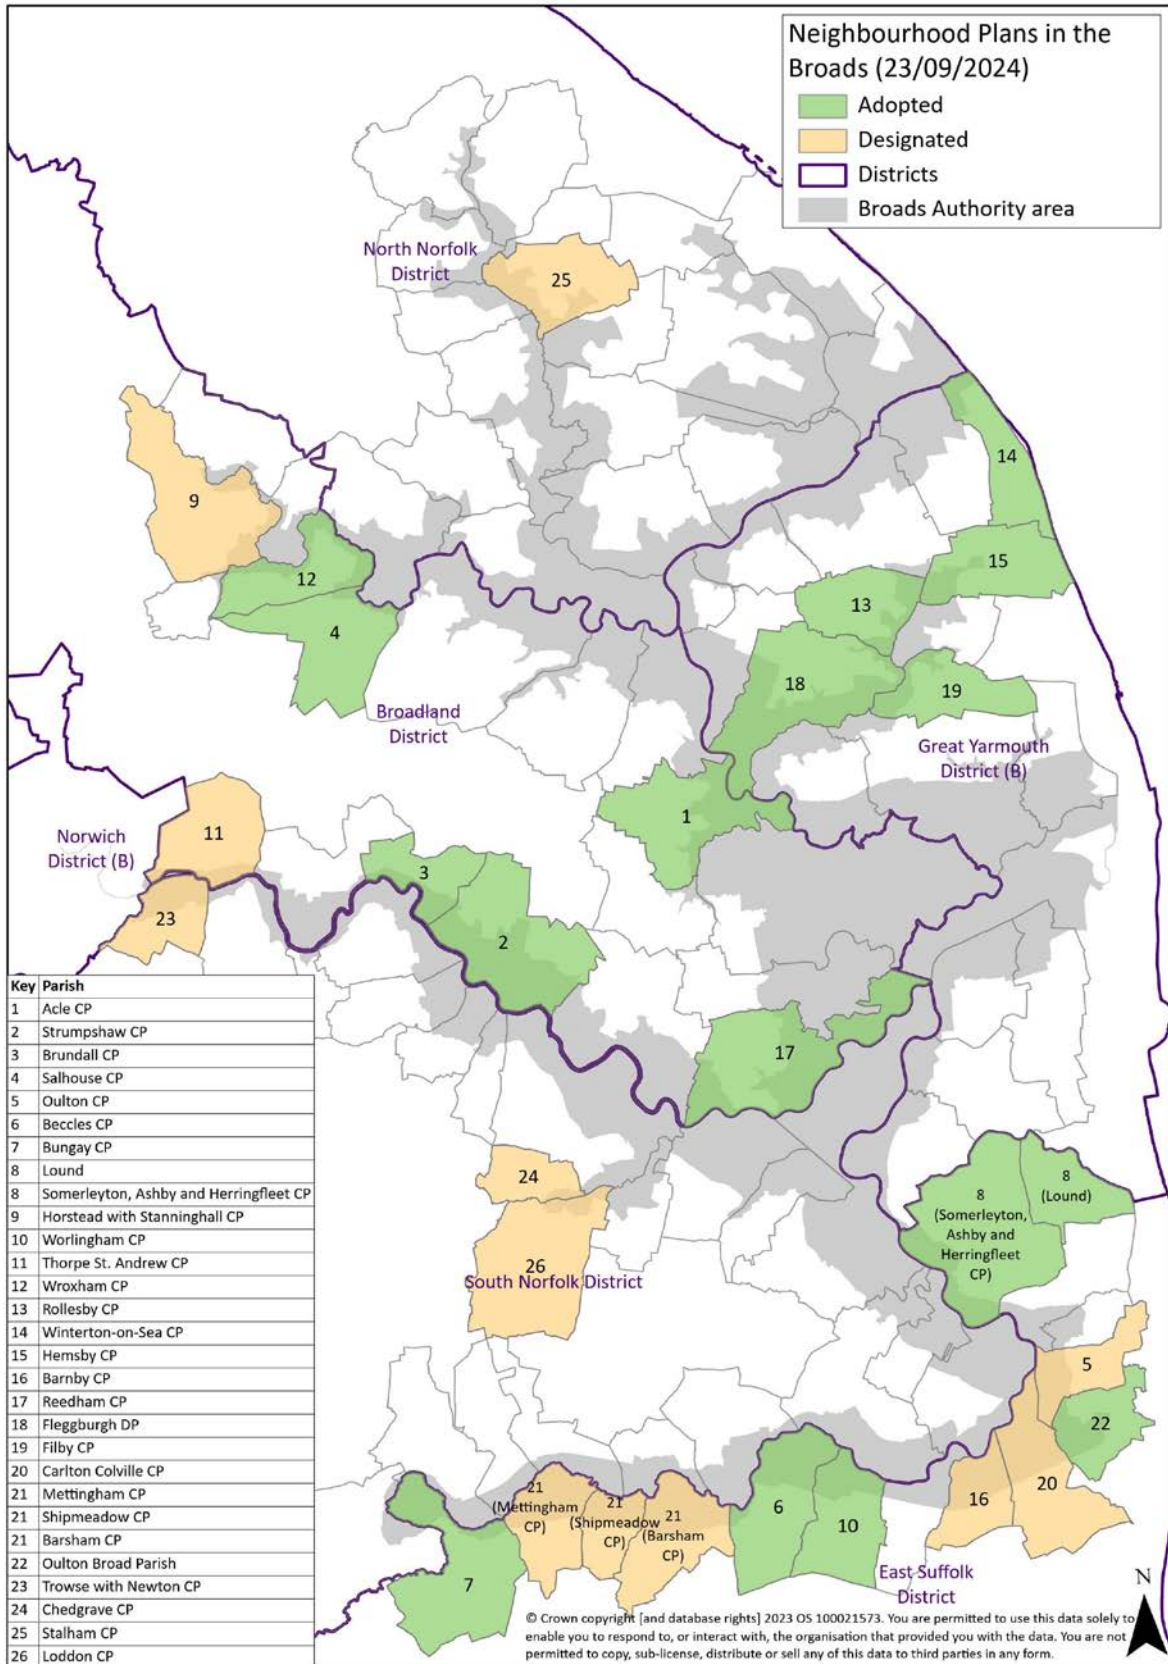 Neighbourhood Plans in the
Broads (23/09/2024)
Adopted
Designated
Districts
Broads Authority area
North Norfolk
District
25
14
9
15
12
13
4
18
19
Broadland
District
Great Yarmouth
District (B)
1
11
Norwich
District (B)
3
23
2
17
24
8
(Lound)
8
(Somerleyton,
Ashby and
Herringfleet
CP)
26
South Norfolk District
5
22
21
(Mettingham
CP)
21
(Shipmeadow
CP)
21
(Barsham
CP)
6
10
16
20
7
East Suffolk
District
N
Key Parish
1 Acle CP
2 Strumpshaw CP
3 Brundall CP
4 Salhouse CP
5 Oulton CP
6 Beccles CP
7 Bungay CP
8 Lound
8 Somerleyton, Ashby and Herringfleet CP
9 Horstead with Stanninghall CP
10 Worlingham CP
11 Thorpe St. Andrew CP
12 Wroxham CP
13 Rollesby CP
14 Winterton-on-Sea CP
15 Hemsby CP
16 Barnby CP
17 Reedham CP
18 Fleggburgh DP
19 Filby CP
20 Carlton Colville CP
21 Mettingham CP
21 Shipmeadow CP
21 Barsham CP
22 Oulton Broad Parish
23 Trowse with Newton CP
24 Chedgrave CP
25 Stalham CP
26 Loddon CP
© Crown copyright [and database rights] 2023 OS 100021573. You are permitted to use this data solely to
enable you to respond to, or interact with, the organisation that provided you with the data. You are not
permitted to copy, sub-license, distribute or sell any of this data to third parties in any form.